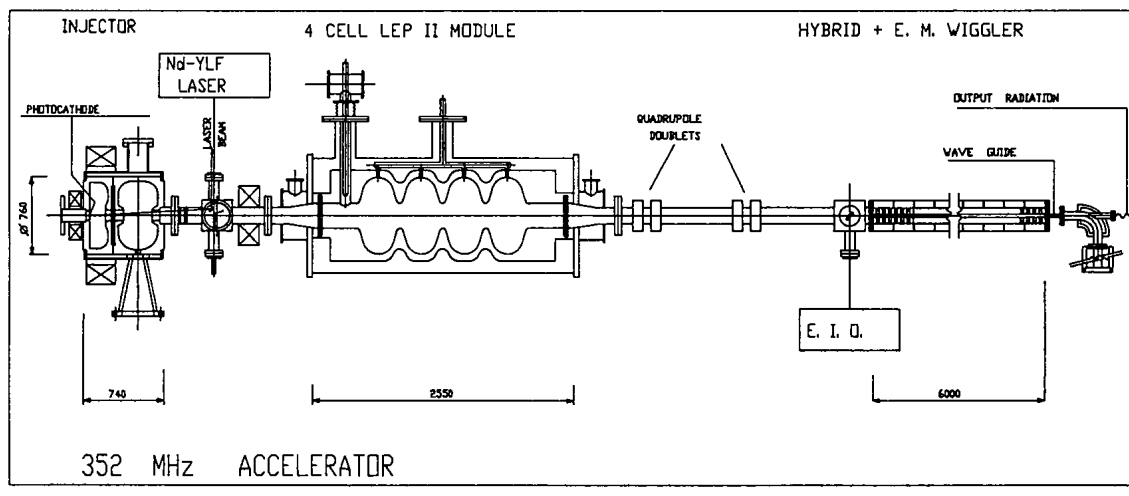 INJECTOR
4 CELL LEP II MODULE
HYBRID + E. M. WIGGLER
Nd-YLF
LASER
PHOTOCATHODE
LASER
BEAM
QUADRUPOLE
DOUBLETS
OUTPUT RADIATION
WAVE GUIDE
Ø 760
E. I. O.
740
2550
6000
352 MHz ACCELERATOR